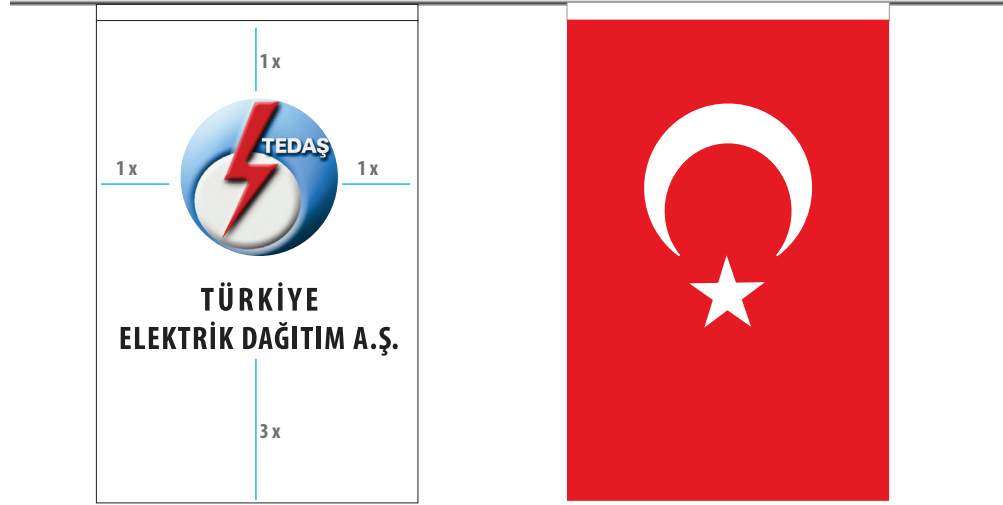 1 x
TEDAŞ
1 x
1 x
TÜRKİYE
ELEKTRİK DAĞITIM A.Ş.
3 x